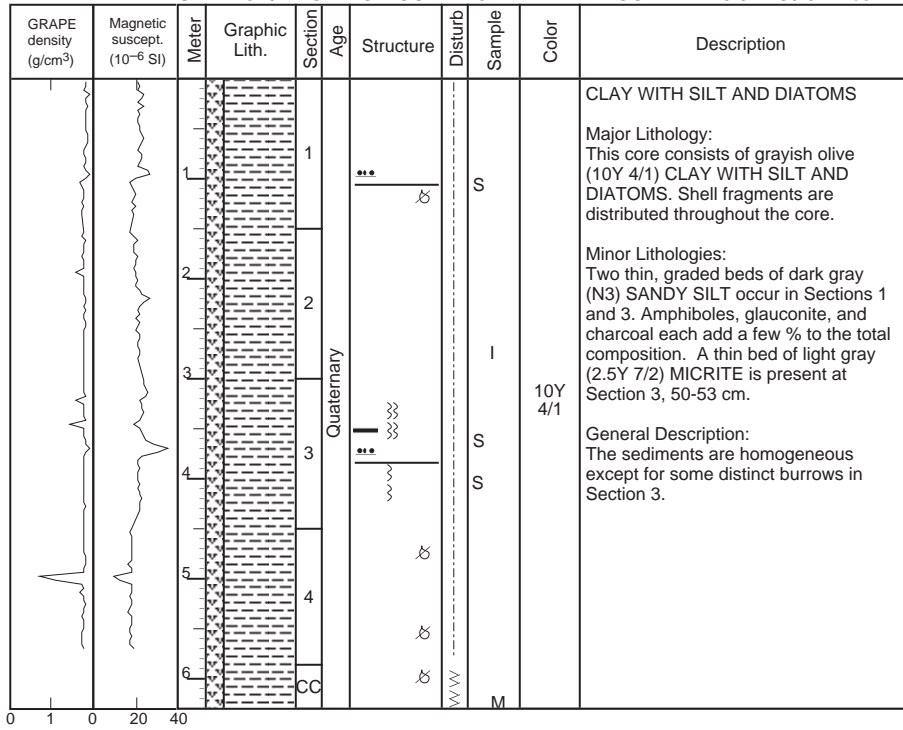 GRAPE
density
(g/cm3)
Magnetic
suscept.
(10–6 SI)
Meter
Graphic
Lith.
Section
Age
Structure
Disturb
Sample
Color
Description
1
2
3
4
5
6
1
2
3
4
CC
Quaternary
S
I
S
S
M
10Y
4/1
CLAY WITH SILT AND DIATOMS
Major Lithology:
This core consists of grayish olive
(10Y 4/1) CLAY WITH SILT AND
DIATOMS. Shell fragments are
distributed throughout the core.
Minor Lithologies:
Two thin, graded beds of dark gray
(N3) SANDY SILT occur in Sections 1
and 3. Amphiboles, glauconite, and
charcoal each add a few % to the total
composition. A thin bed of light gray
(2.5Y 7/2) MICRITE is present at
Section 3, 50-53 cm.
General Description:
The sediments are homogeneous
except for some distinct burrows in
Section 3.
0 1 0 20 40